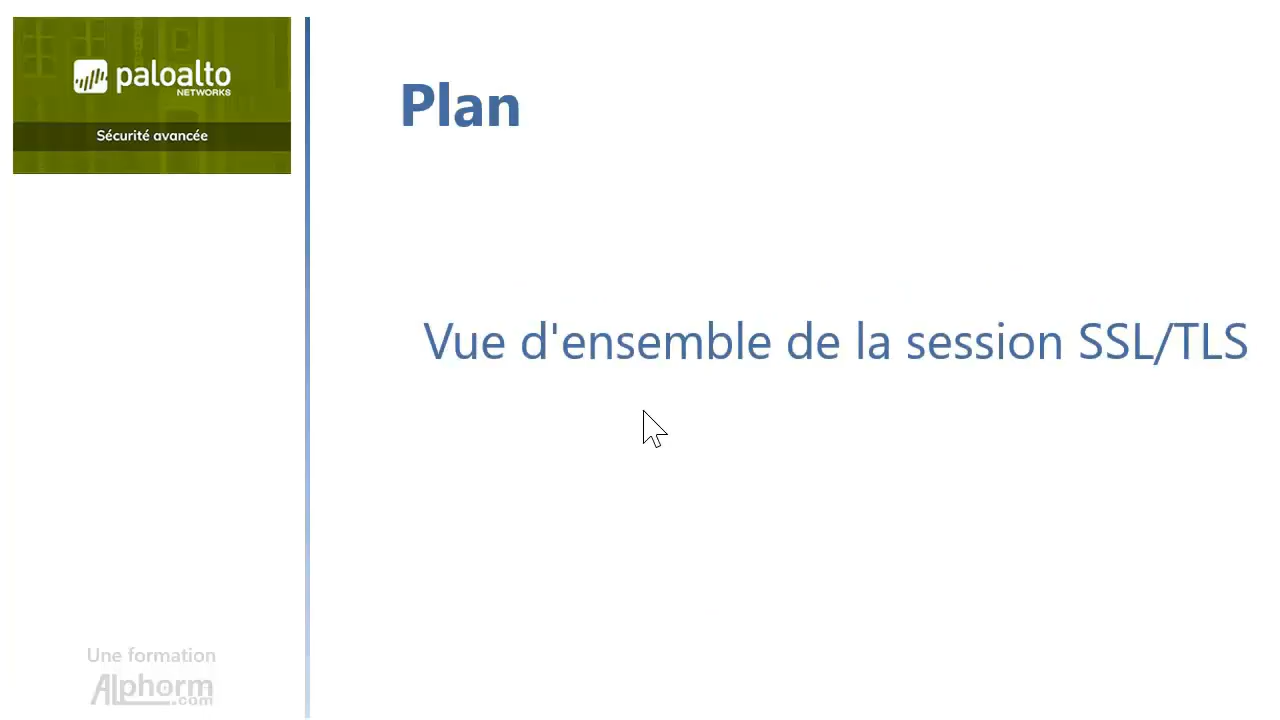 paloalto
NETWORKS
Sécurité avancée
Plan
Vue d'ensemble de la session SSL/TLS
Une formation
Alphorm
.com